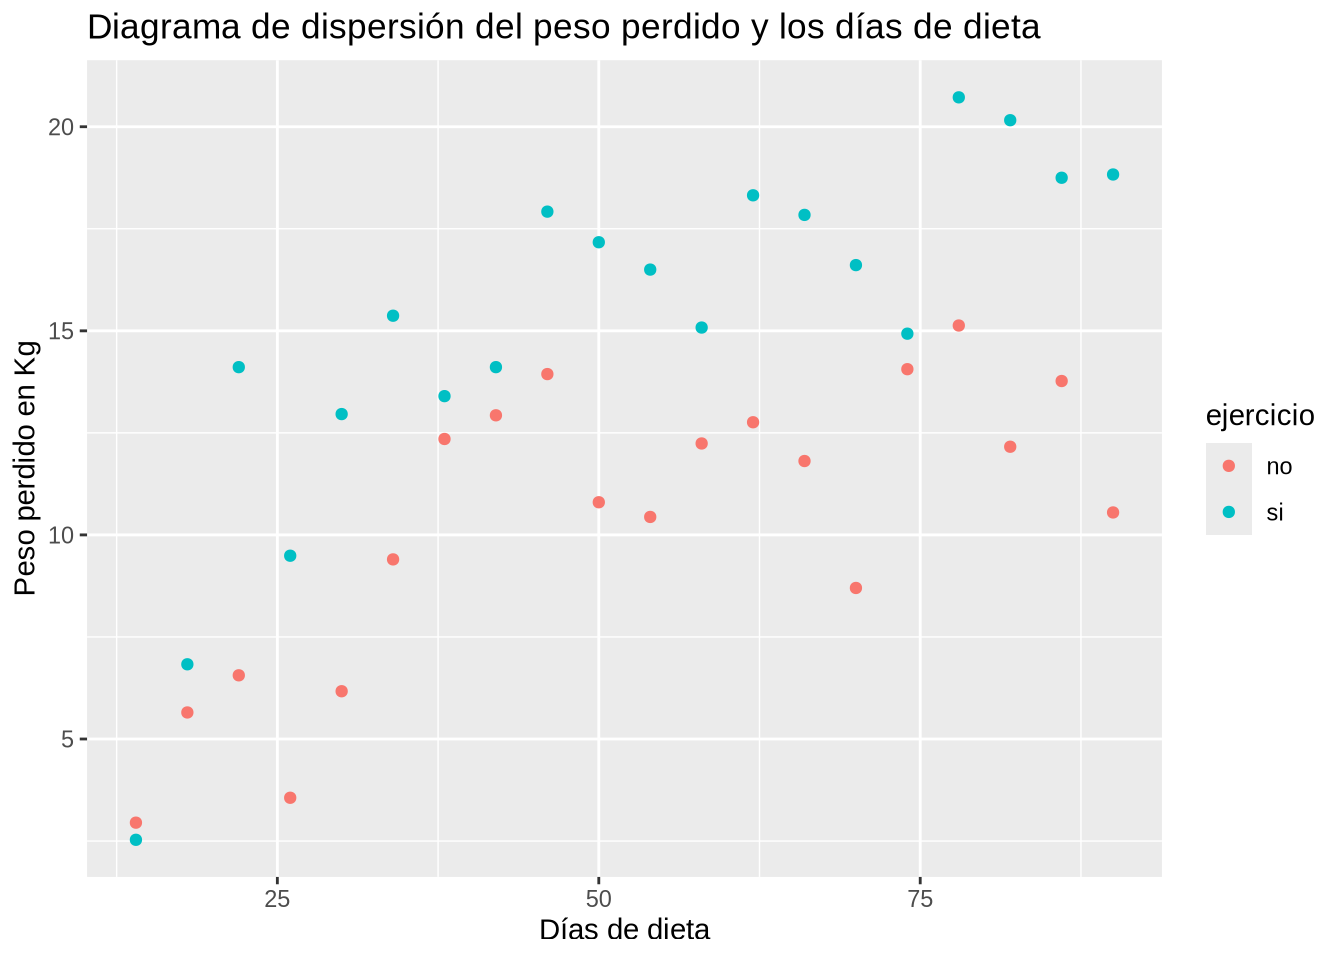 Diagrama de dispersión del peso perdido y los días de dieta
20
15
10
5
Peso perdido en Kg
25
50
75
Días de dieta
ejercicio
no
si